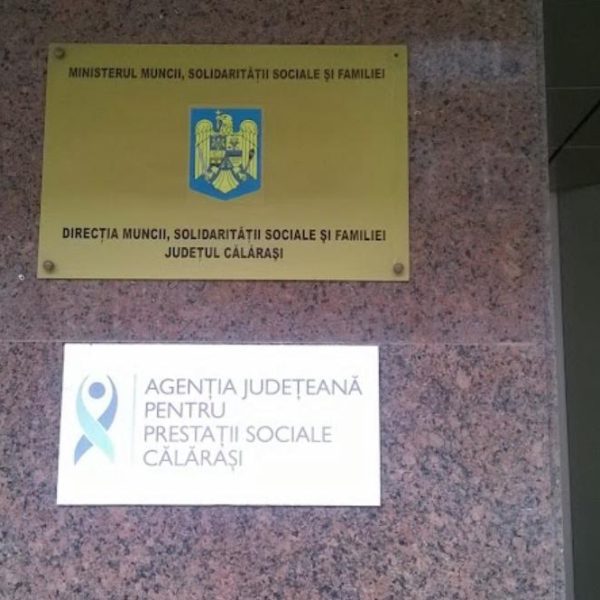 MINISTERUL MUNCII, SOLIDARITĂȚII SOCIALE ȘI FAMILIEI
DIRECȚIA MUNCII, SOLIDARITĂȚII SOCIALE ȘI FAMILIEI
JUDEȚUL CĂLĂRAȘI
AGENȚIA JUDEȚEANĂ
PENTRU
PRESTAȚII SOCIALE
CĂLĂRAȘI